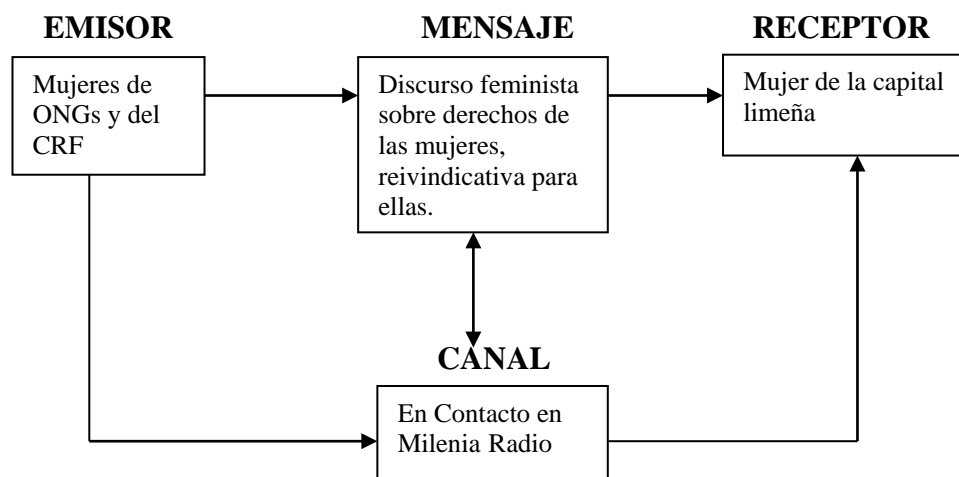 EMISOR
Mujeres de
ONGs y del
CRF
MENSAJE
Discurso feminista
sobre derechos de
las mujeres,
reivindicativa para
ellas.
RECEPTOR
Mujer de la capital
limeña
CANAL
En Contacto en
Milenia Radio